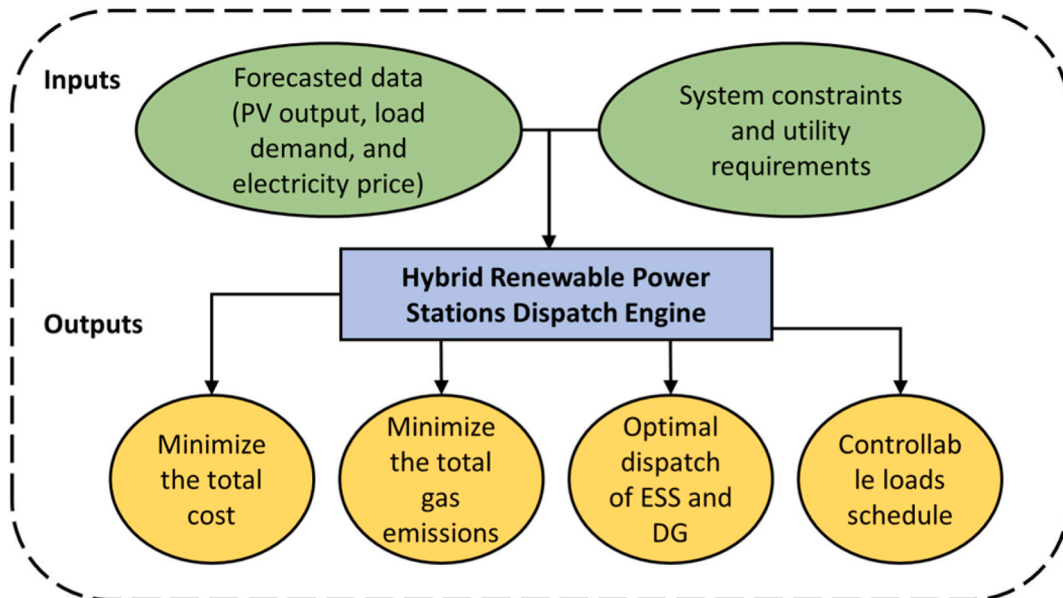 Inputs
Forecasted data
(PV output, load
demand, and
electricity price)
System constraints
and utility
requirements
Hybrid Renewable Power
Stations Dispatch Engine
Outputs
Minimize
the total
cost
Minimize
the total
gas
emissions
Optimal
dispatch
of ESS and
DG
Controllab
le loads
schedule